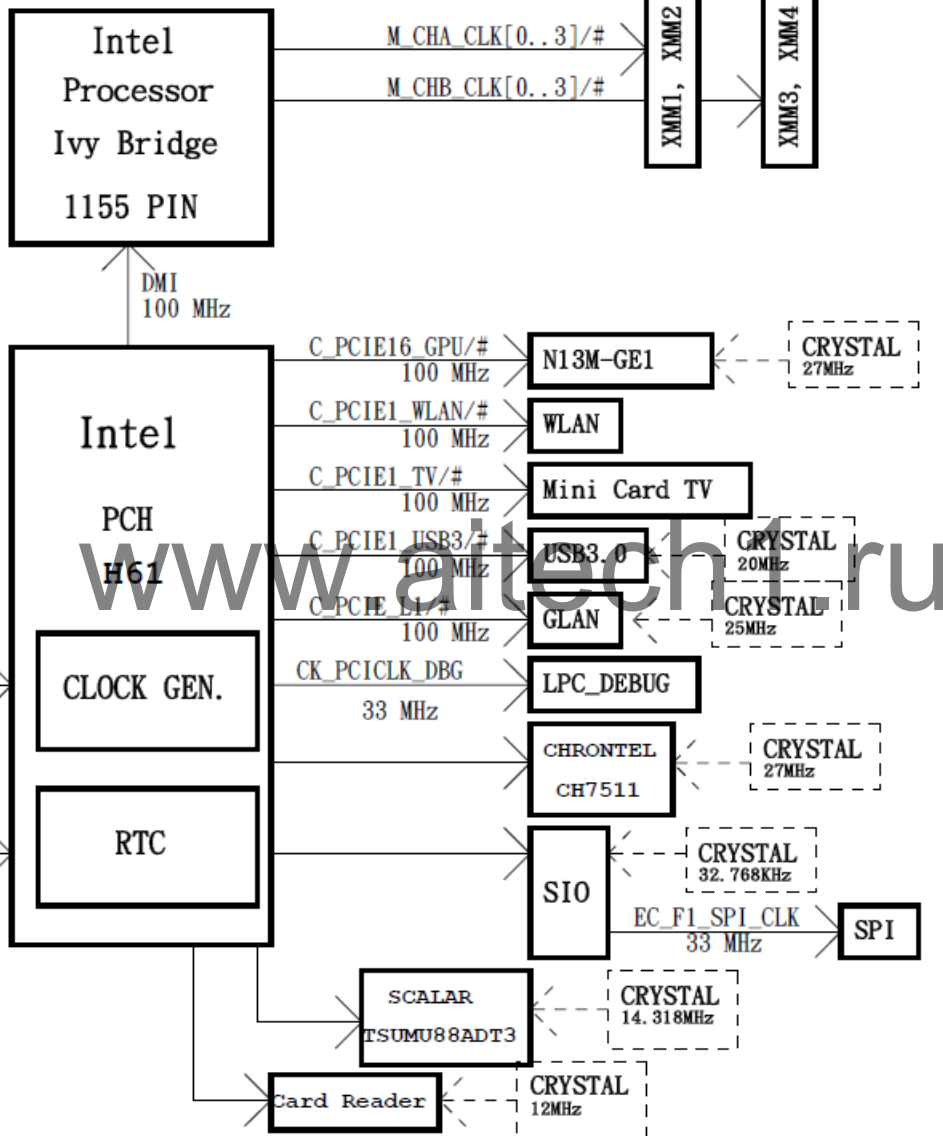 Intel
Processor
Ivy Bridge
1155 PIN
M_CHA_CLK[0..3]/#
M_CHB_CLK[0..3]/#
XMM1, XMM2
XMM3, XMM4
DMI
100 MHz
Intel
PCH
H61
CLOCK GEN.
RTC
C_PCIE16_GPU/#
100 MHz
N13M-GE1
CRYSTAL
27MHz
C_PCIE1_WLAN/#
100 MHz
WLAN
C_PCIE1_TV/#
100 MHz
Mini Card TV
C_PCIE1_USB3/#
100 MHz
USB3.0
CRYSTAL
20MHz
www.aitech1.ru
C_PCIE_L1/#
100 MHz
GLAN
CRYSTAL
25MHz
CK_PCICLK_DBG
33 MHz
LPC_DEBUG
CHRONTEL
CH7511
CRYSTAL
27MHz
SIO
CRYSTAL
32.768KHz
EC_F1_SPI_CLK
33 MHz
SPI
SCALAR
TSUMU88ADT3
CRYSTAL
14.318MHz
Card Reader
CRYSTAL
12MHz